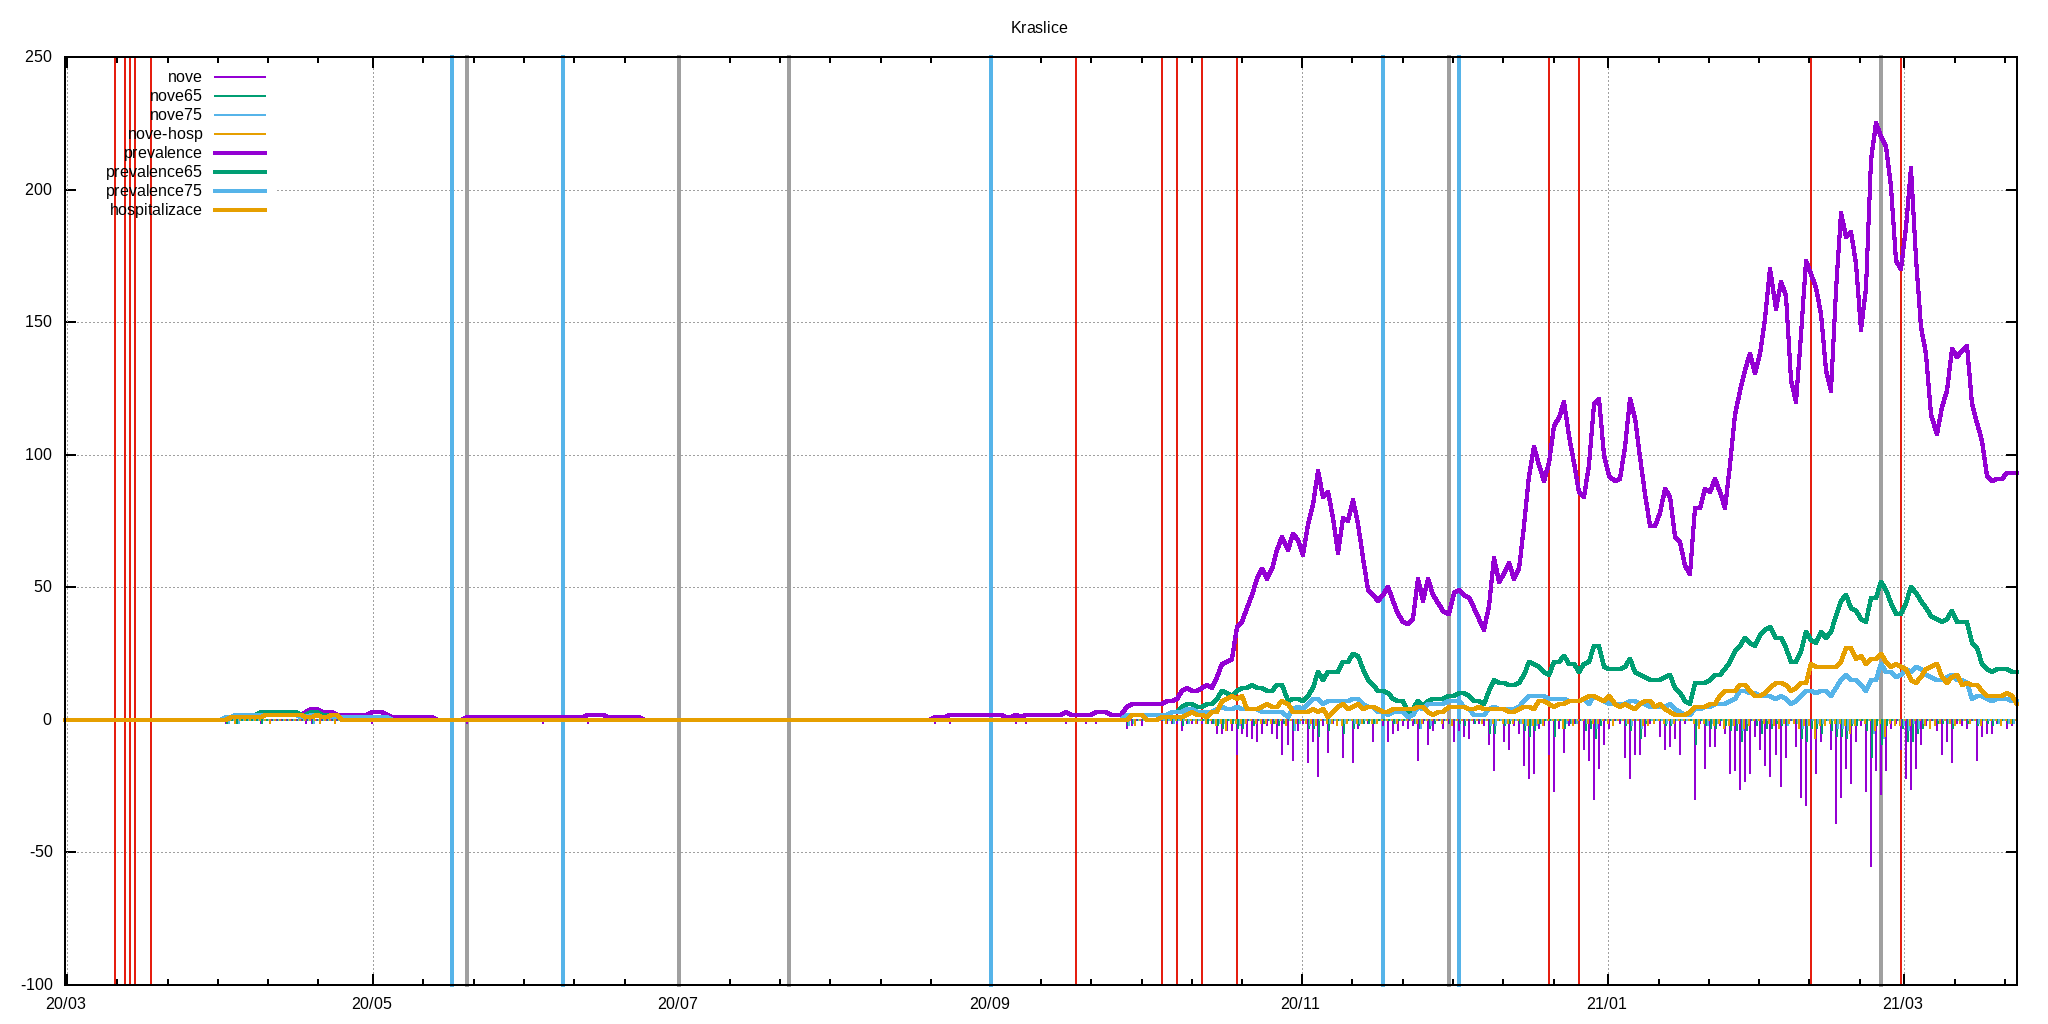 Kraslice
250
200
150
100
50
0
-50
-100
nove
nove65
nove75
nove-hosp
prevalence
prevalence65
prevalence75
hospitalizace
20/03 20/05 20/07 20/09 20/11 21/01 21/03